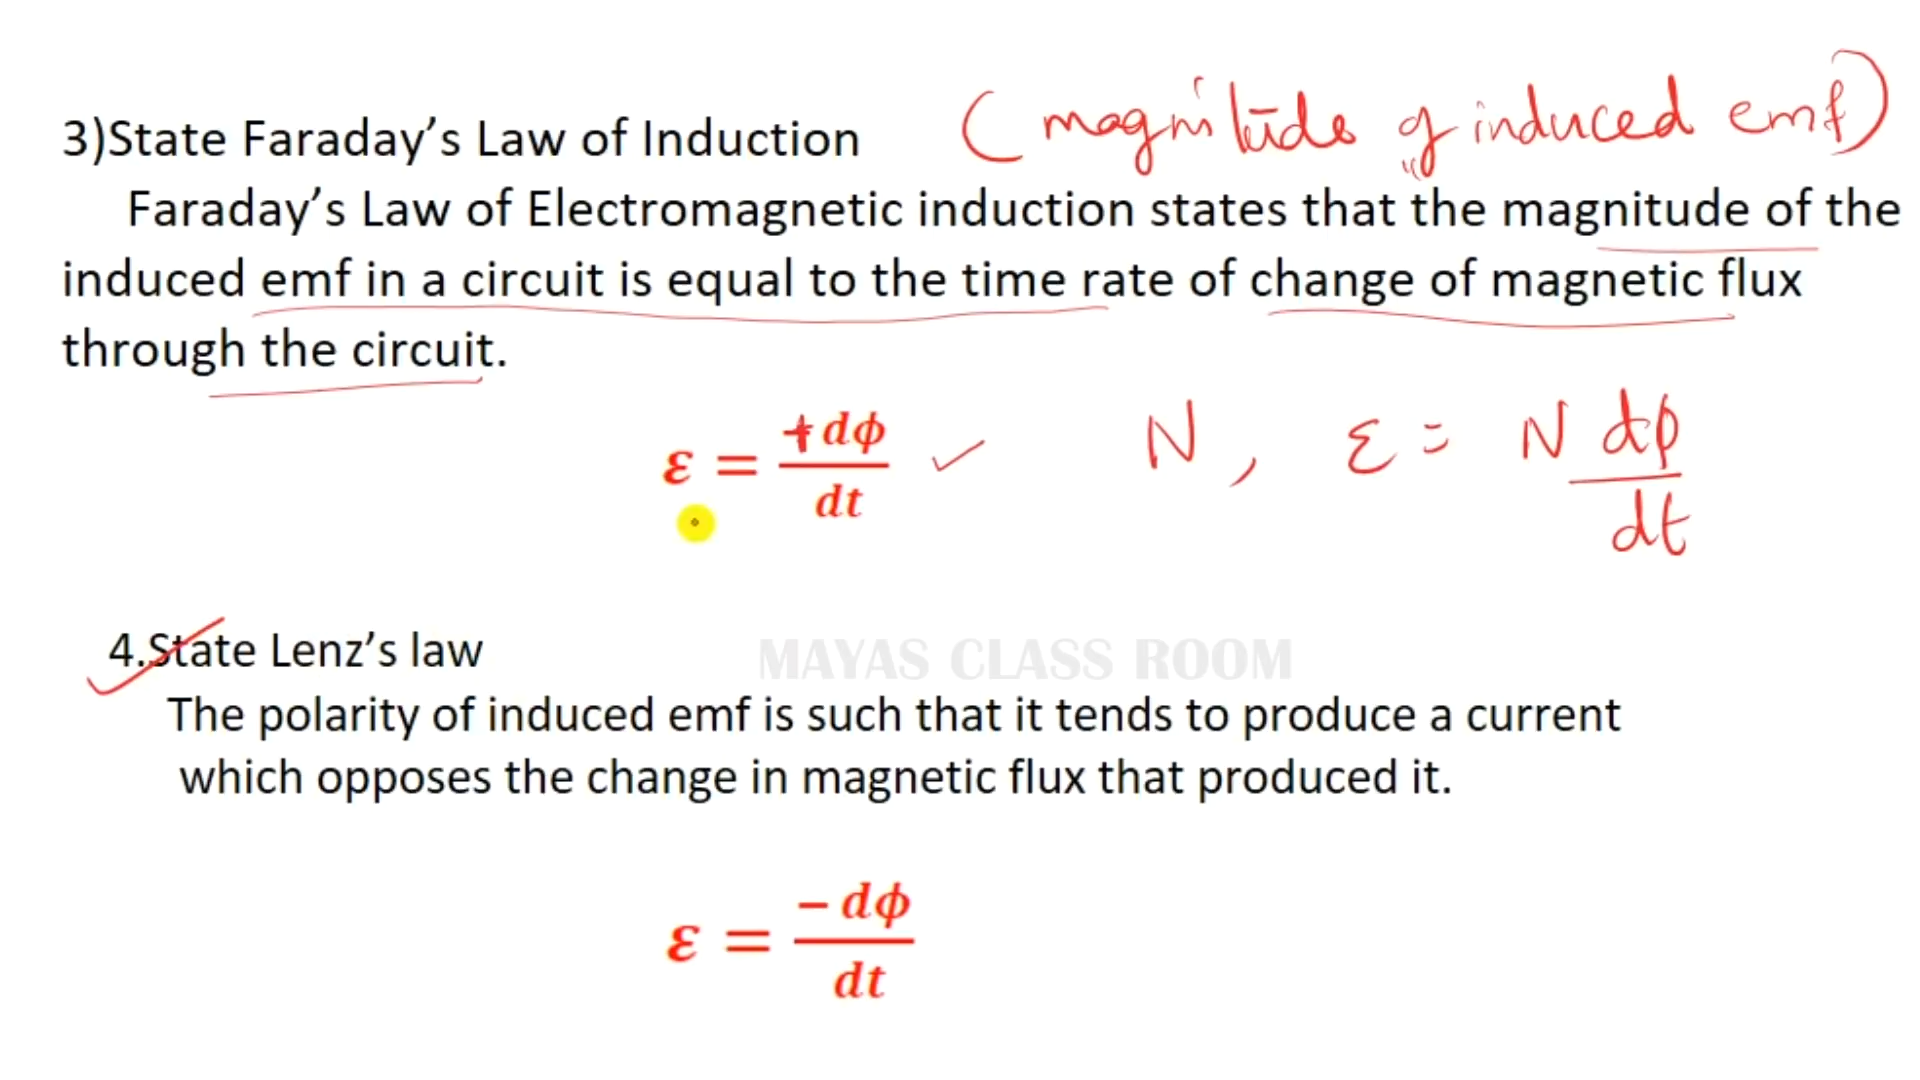 3)State Faraday's Law of Induction (magnitude of induced emf)
Faraday's Law of Electromagnetic induction states that the magnitude of the
induced emf in a circuit is equal to the time rate of change of magnetic flux
through the circuit.
ε = +dϕ/dt ✓ N, ε = N dϕ/dt
4.State Lenz's law
MAYAS CLASS ROOM
The polarity of induced emf is such that it tends to produce a current
which opposes the change in magnetic flux that produced it.
ε = −dϕ/dt